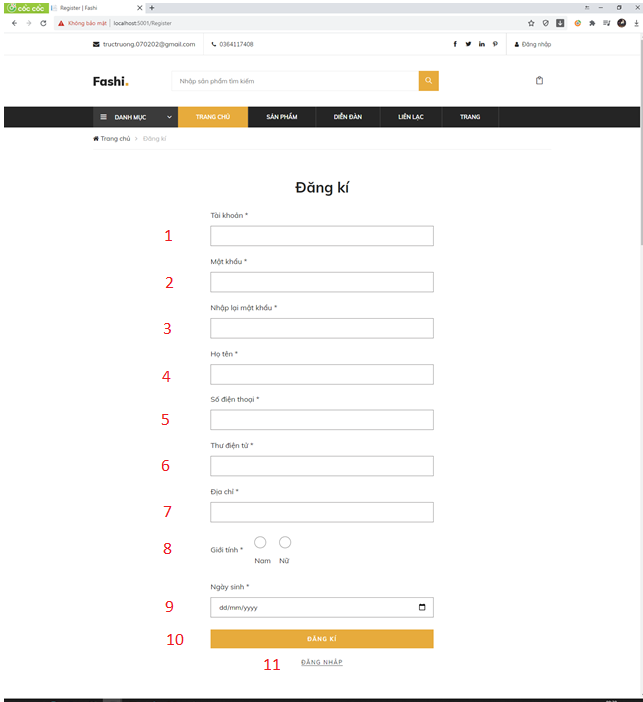 cốc cốc Register | Fashi
Không bảo mật | localhost:5001/Register
tructruong.070202@gmail.com 0364117408 Đăng nhập
Fashi. Nhập sản phẩm tìm kiếm
DANH MỤC TRANG CHỦ SẢN PHẨM DIỄN ĐÀN LIÊN LẠC TRANG
Trang chủ > Đăng kí
Đăng kí
Tài khoản *
1
Mật khẩu *
2
Nhập lại mật khẩu *
3
Họ tên *
4
Số điện thoại *
5
Thư điện tử *
6
Địa chỉ *
7
8 Giới tính *
Nam Nữ
Ngày sinh *
9 dd/mm/yyyy
10 ĐĂNG KÍ
11 ĐĂNG NHẬP